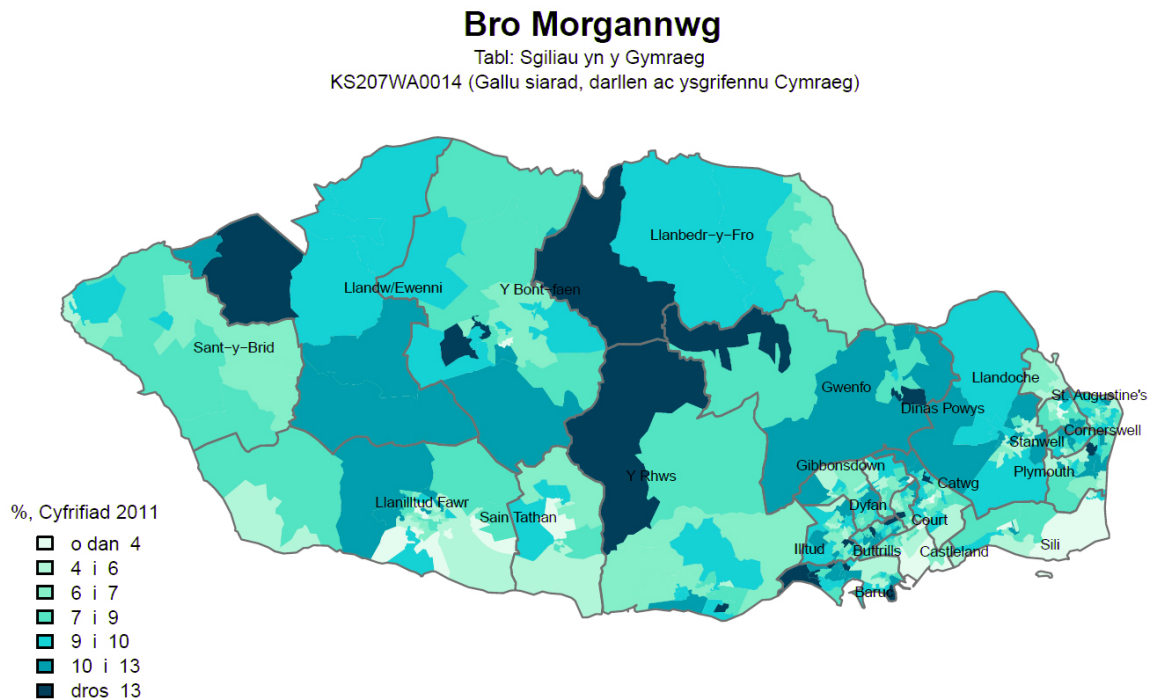 Bro Morgannwg
Tabl: Sgiliau yn y Gymraeg
KS207WA0014 (Gallu siarad, darllen ac ysgrifennu Cymraeg)
Llanbedr-y-Fro
Llandw/Ewenni
Y Bont-faen
Sant-y-Brid
Gwenfo
Llandoche
St. Augustine's
Dinas Powys
Cornerswell
Stanwell
Plymouth
Gibbonsdown
Y Rhws
Catwg
Llanilltud Fawr
Dyfan
Sain Tathan
Court
Illtud
Buttrills
Castleland
Sili
Baruc
%, Cyfrifiad 2011
o dan 4
4 i 6
6 i 7
7 i 9
9 i 10
10 i 13
dros 13